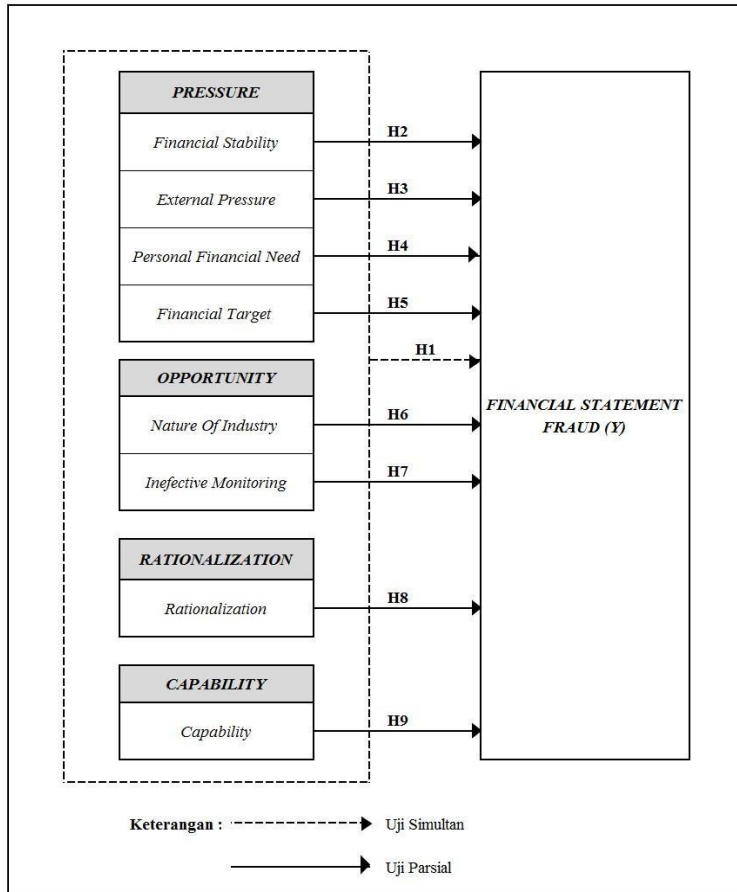 PRESSURE
Financial Stability
H2
External Pressure
H3
Personal Financial Need
H4
Financial Target
H5
H1
OPPORTUNITY
Nature Of Industry
H6
Inefective Monitoring
H7
RATIONALIZATION
Rationalization
H8
CAPABILITY
Capability
H9
FINANCIAL STATEMENT
FRAUD (Y)
Keterangan :
Uji Simultan
Uji Parsial